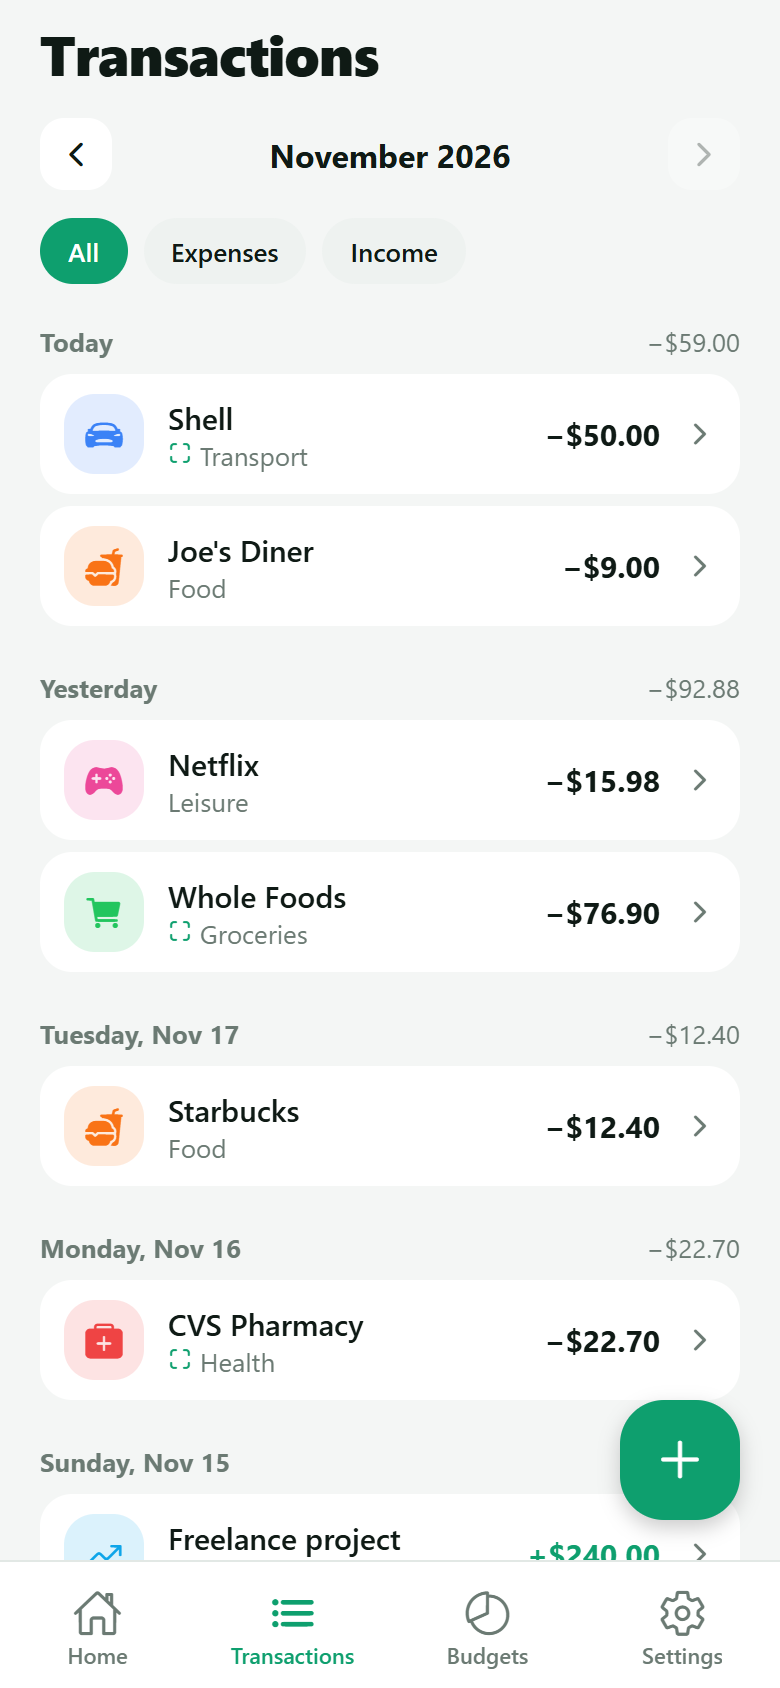 Transactions
November 2026
All
Expenses
Income
Today
–$59.00
Shell
Transport
–$50.00
Joe's Diner
Food
–$9.00
Yesterday
–$92.88
Netflix
Leisure
–$15.98
Whole Foods
Groceries
–$76.90
Tuesday, Nov 17
–$12.40
Starbucks
Food
–$12.40
Monday, Nov 16
–$22.70
CVS Pharmacy
Health
–$22.70
Sunday, Nov 15
Freelance project
+$240.00
Home
Transactions
Budgets
Settings